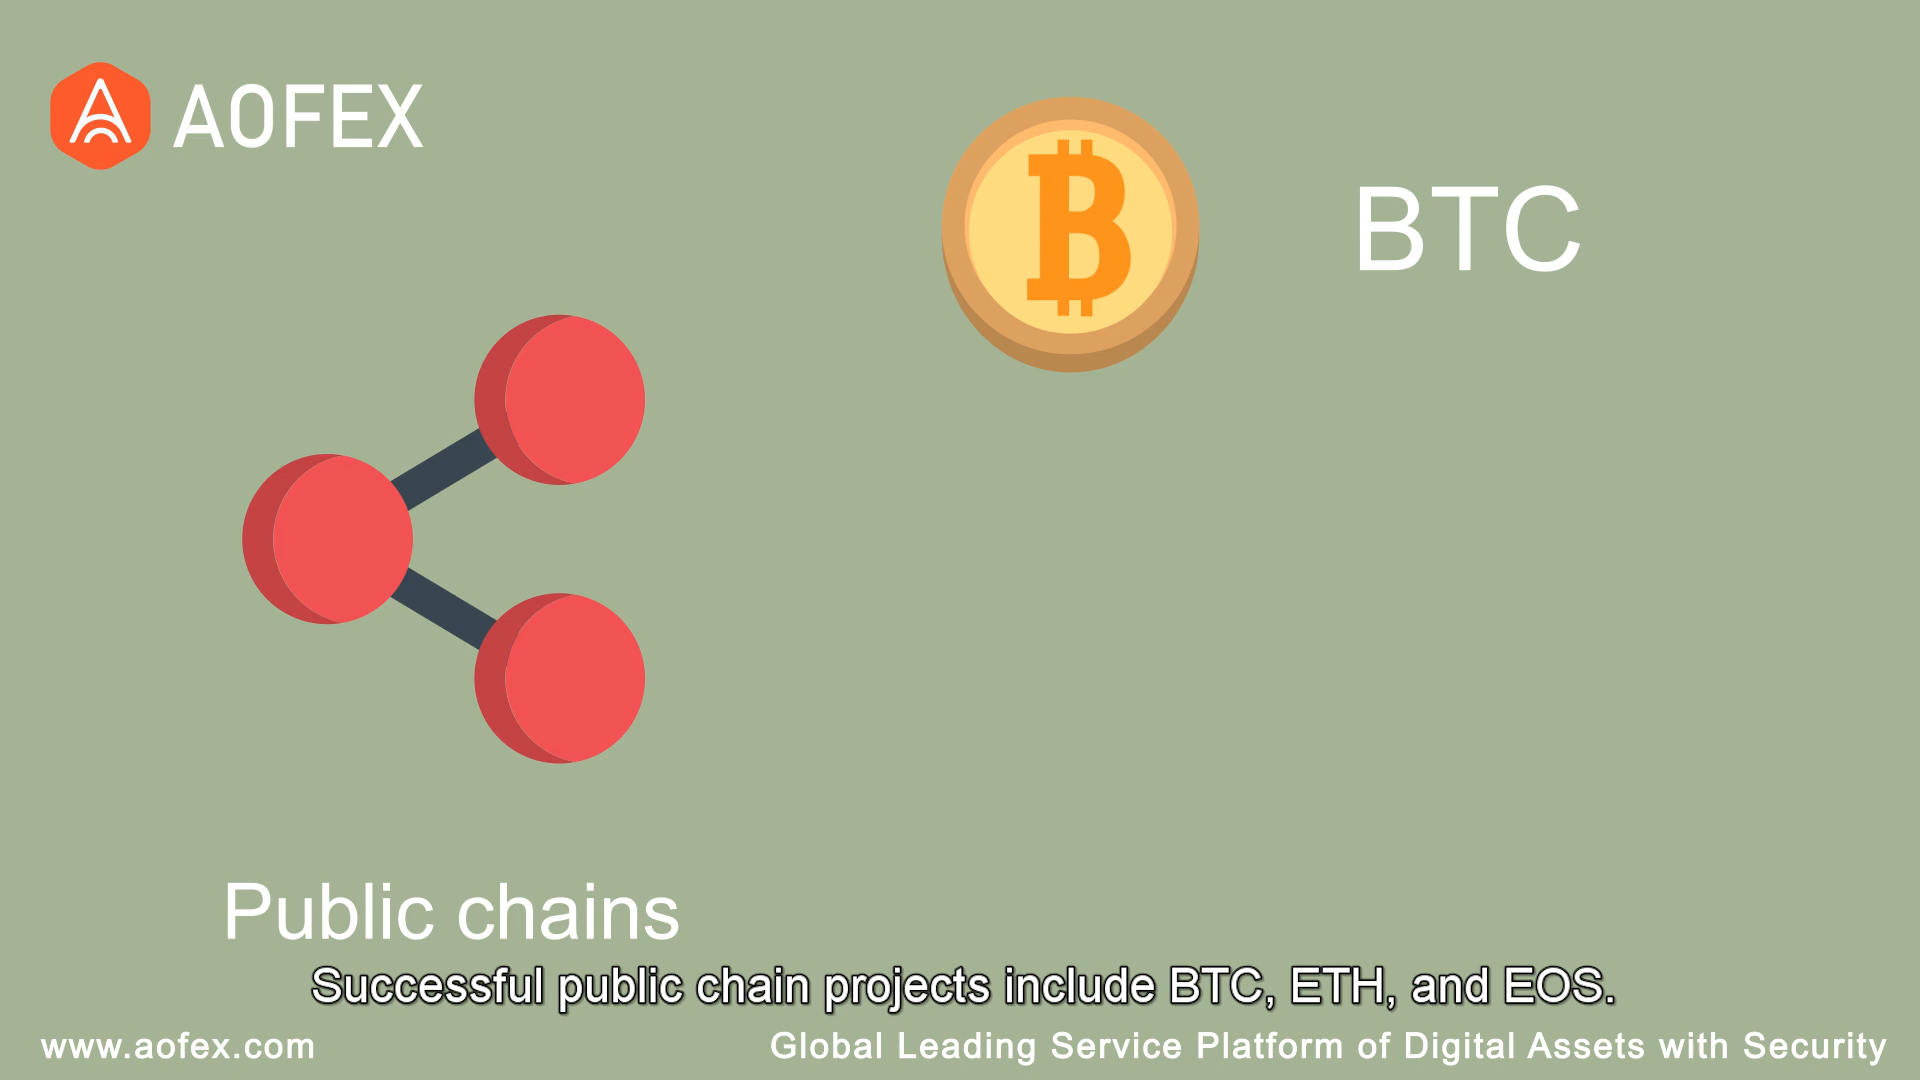 AOFEX
BTC
Public chains
Successful public chain projects include BTC, ETH, and EOS.
www.aofex.com
Global Leading Service Platform of Digital Assets with Security